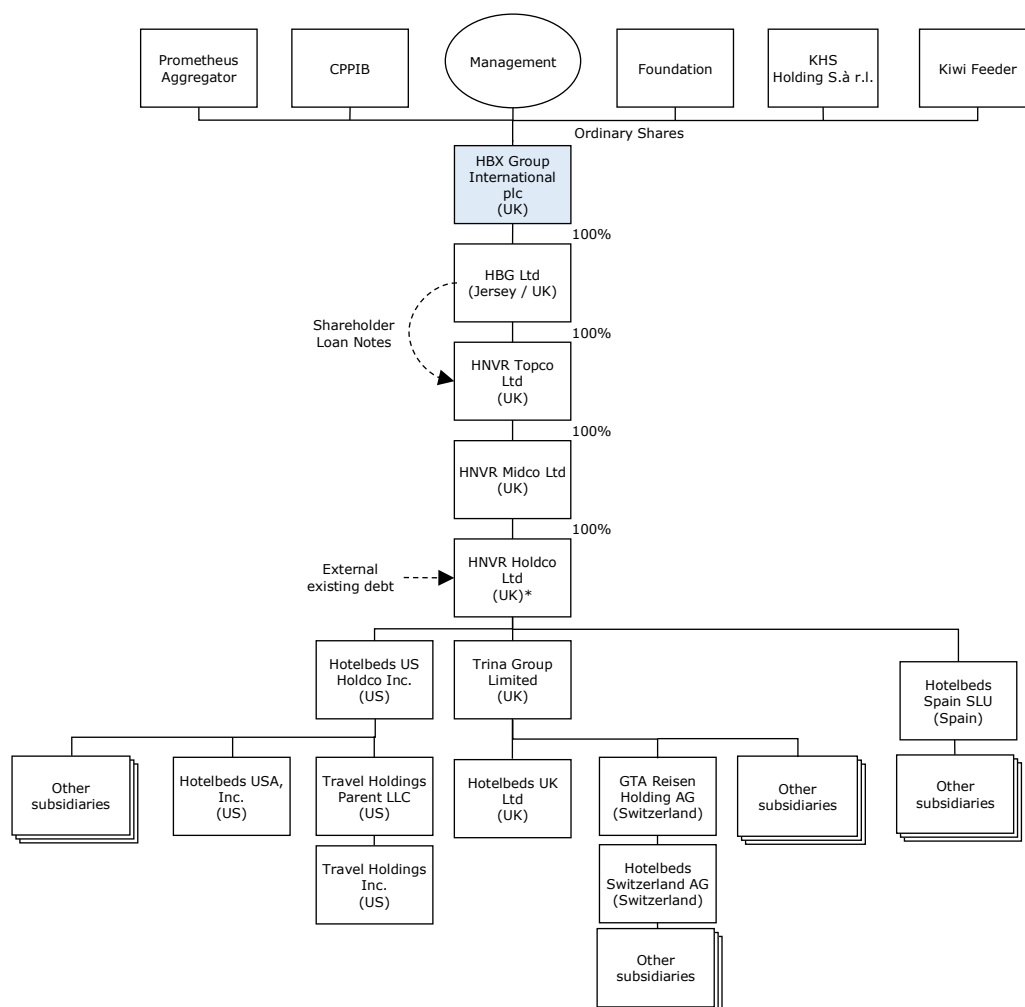 Prometheus
Aggregator
CPPIB
Management
Foundation
KHS
Holding S.à r.l.
Kiwi Feeder
Ordinary Shares
HBX Group
International
plc
(UK)
100%
HBG Ltd
(Jersey / UK)
Shareholder
Loan Notes
100%
HNVR Topco
Ltd
(UK)
100%
HNVR Midco Ltd
(UK)
100%
External
existing debt
HNVR Holdco
Ltd
(UK)*
Hotelbeds US
Holdco Inc.
(US)
Trina Group
Limited
(UK)
Hotelbeds
Spain SLU
(Spain)
Other
subsidiaries
Hotelbeds USA,
Inc.
(US)
Travel Holdings
Parent LLC
(US)
Hotelbeds UK
Ltd
(UK)
GTA Reisen
Holding AG
(Switzerland)
Other
subsidiaries
Other
subsidiaries
Travel Holdings
Inc.
(US)
Hotelbeds
Switzerland AG
(Switzerland)
Other
subsidiaries